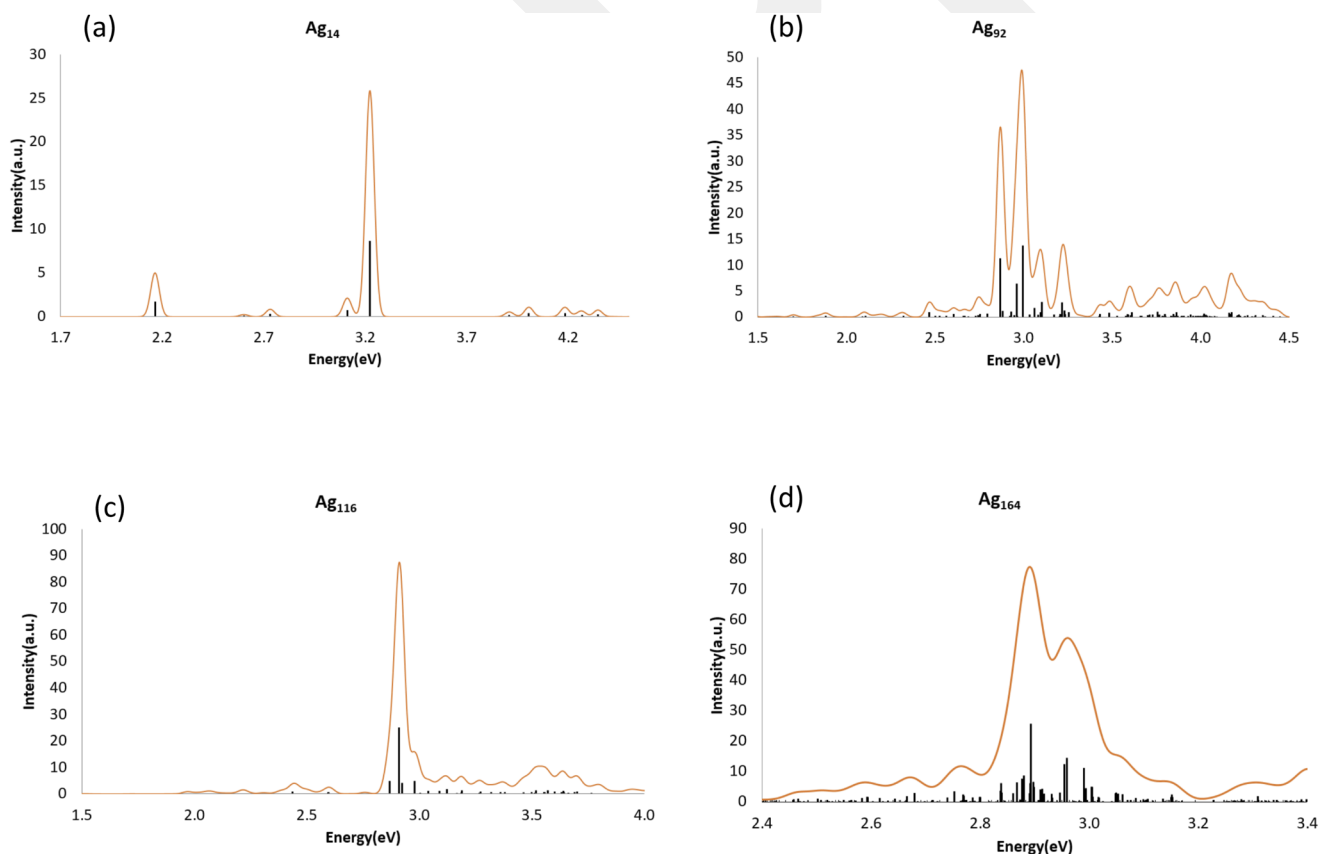 (a)
Ag₁₄
Intensity(a.u.)
30
25
20
15
10
5
0
1.7 2.2 2.7 3.2 3.7 4.2
Energy(eV)
(b)
Ag₉₂
Intensity(a.u.)
50
45
40
35
30
25
20
15
10
5
0
1.5 2.0 2.5 3.0 3.5 4.0 4.5
Energy(eV)
(c)
Ag₁₁₆
Intensity(a.u.)
100
90
80
70
60
50
40
30
20
10
0
1.5 2.0 2.5 3.0 3.5 4.0
Energy(eV)
(d)
Ag₁₆₄
Intensity(a.u.)
90
80
70
60
50
40
30
20
10
0
2.4 2.6 2.8 3.0 3.2 3.4
Energy(eV)